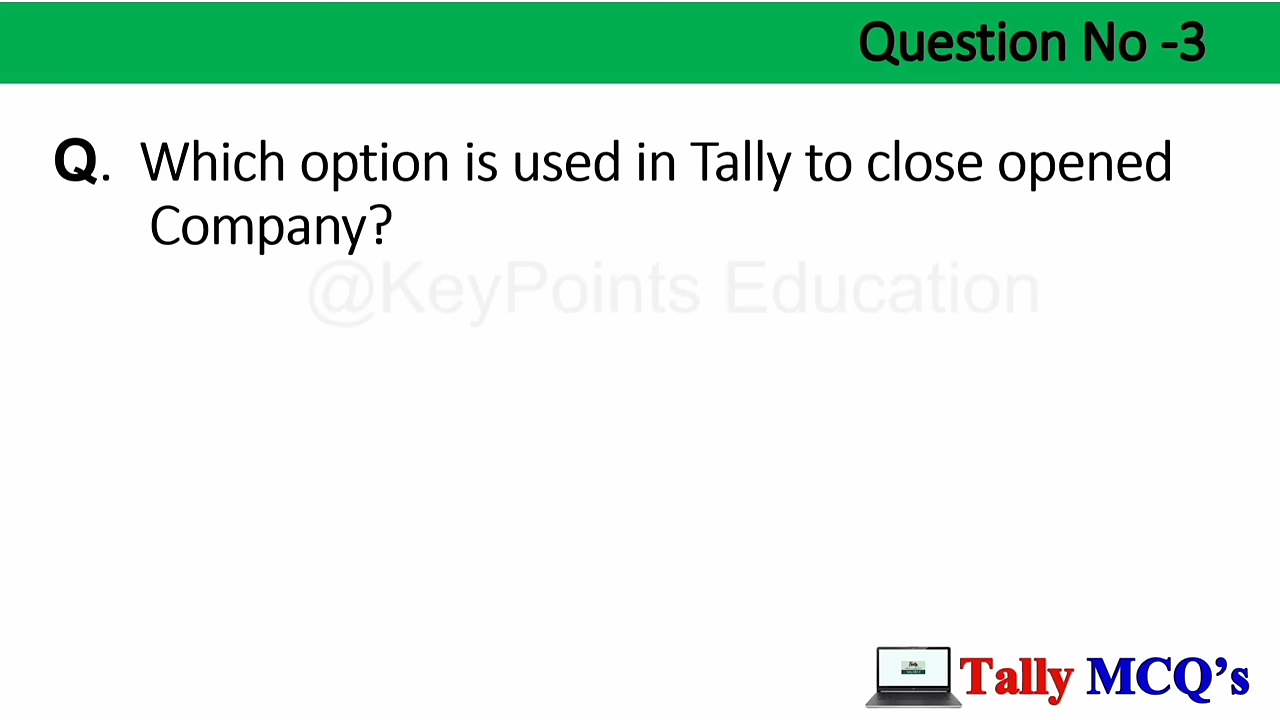 Question No -3
Q. Which option is used in Tally to close opened
Company?
@KeyPoints Education
Tally MCQ's